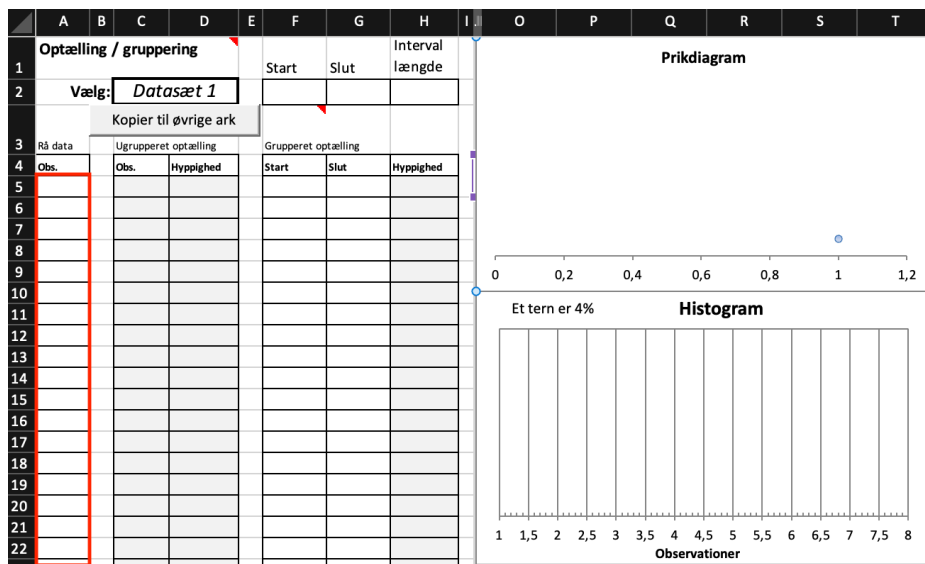 A B C D E F G H I O P Q R S T
1 Optælling / gruppering Start Slut Interval længde
2 Vælg: Datasæt 1
Kopier til øvrige ark
3 Rå data Ugrupperet optælling Grupperet optælling
4 Obs. Obs. Hyppighed Start Slut Hyppighed
5
6
7
8
9
10
11
12
13
14
15
16
17
18
19
20
21
22
Prikdiagram
0 0,2 0,4 0,6 0,8 1 1,2
Et tern er 4% Histogram
1 1,5 2 2,5 3 3,5 4 4,5 5 5,5 6 6,5 7 7,5 8
Observationer